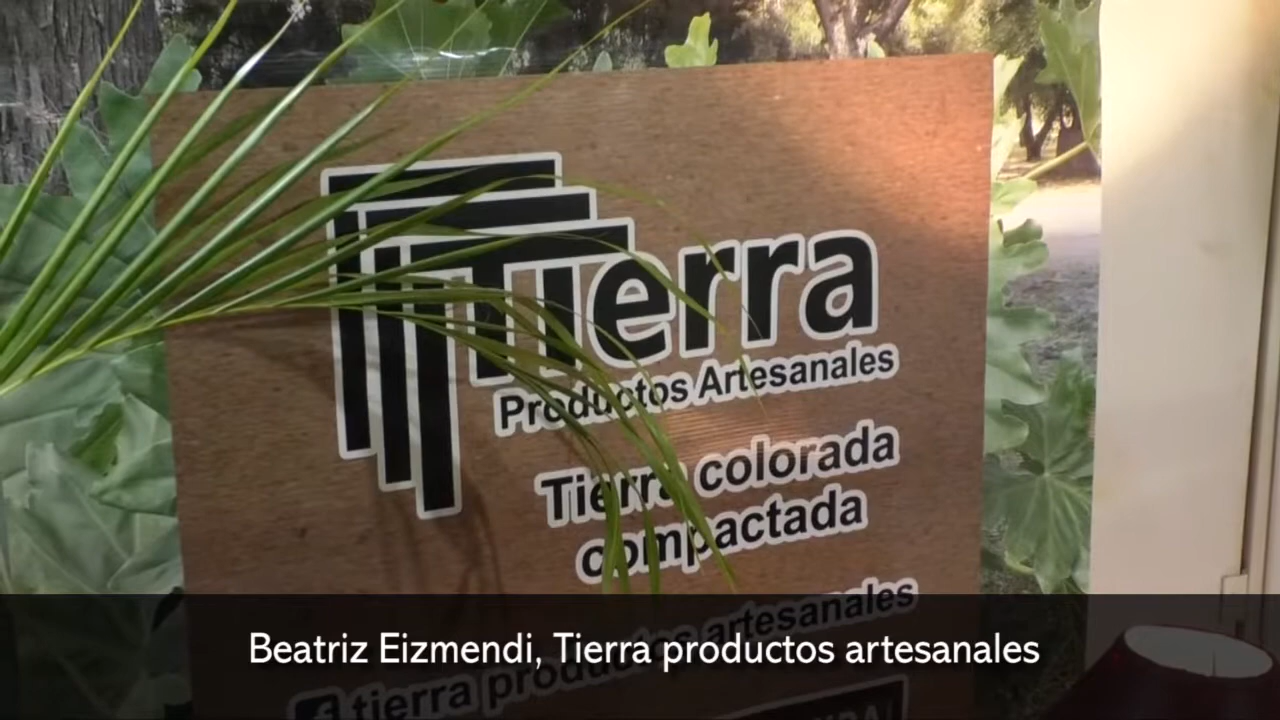 Tierra
Productos Artesanales
Tierra colorada
compactada
tierra productos artesanales
Beatriz Eizmendi, Tierra productos artesanales